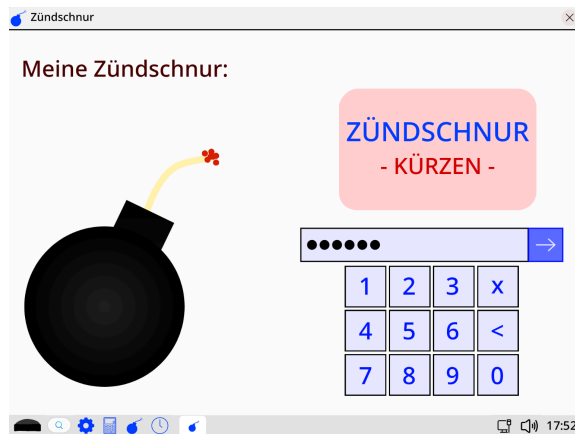 Zündschnur
Meine Zündschnur:
ZÜNDSCHNUR
- KÜRZEN -
1 2 3 x
4 5 6 <
7 8 9 0
17:52